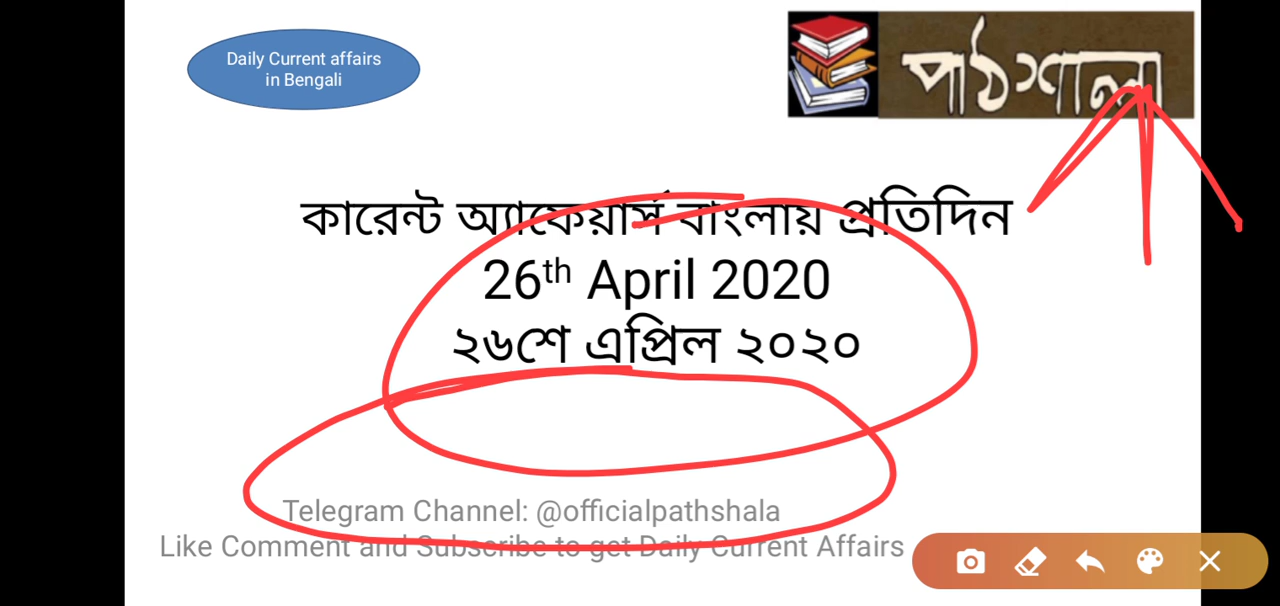 Daily Current affairs
in Bengali
পাঠশালা
কারেন্ট অ্যাফেয়ার্স বাংলায় প্রতিদিন
26th April 2020
২৬শে এপ্রিল ২০২০
Telegram Channel: @officialpathshala
Like Comment and Subscribe to get Daily Current Affairs